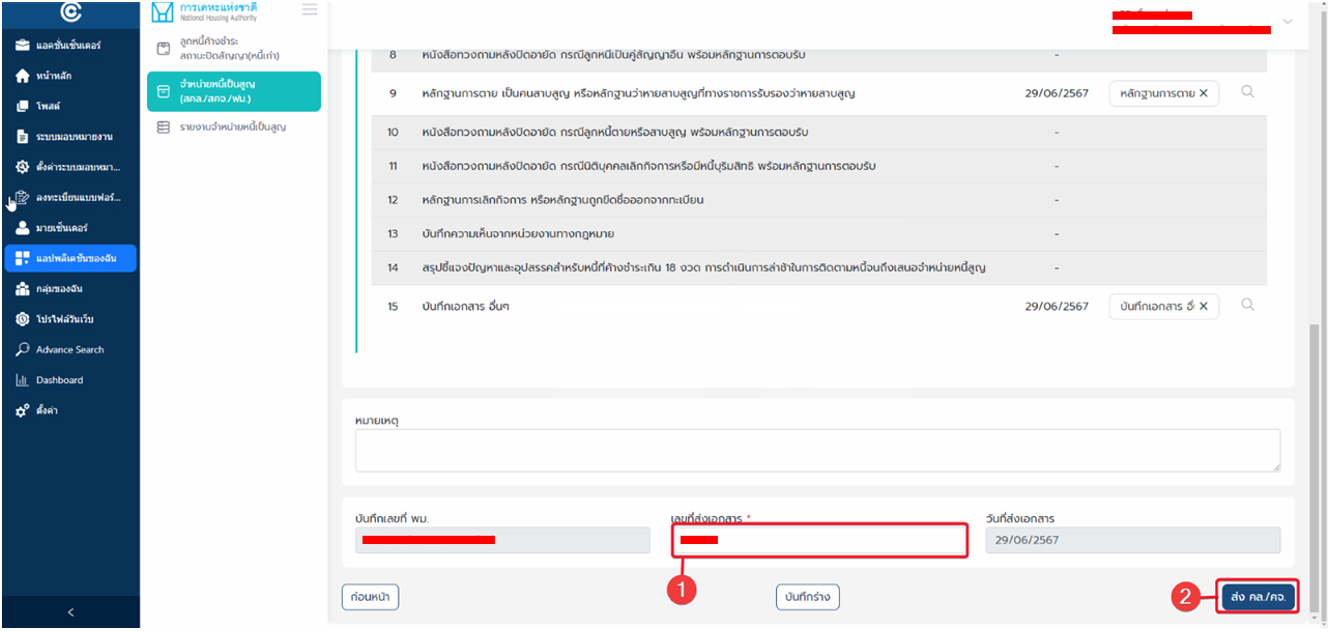 การเคหะแห่งชาติ
National Housing Authority
แอคชั่นเซ็นเตอร์
หน้าหลัก
โพสต์
ระบบมอบหมายงาน
ตั้งค่าระบบมอบหมา...
ลงทะเบียนแบบฟอร์...
มายเซ็นเตอร์
แอปพลิเคชันของฉัน
กลุ่มของฉัน
โปรไฟล์วันเว็บ
Advance Search
Dashboard
ตั้งค่า
<
ลูกหนี้ค้างชำระ
สถานะปิดสัญญา(หนี้เก่า)
จำหน่ายหนี้เป็นสูญ
(สคล./สคจ./พม.)
รายงานจำหน่ายหนี้เป็นสูญ
8 หนังสือทวงถามหลังปิดอายัด กรณีลูกหนี้เป็นคู่สัญญาอื่น พร้อมหลักฐานการตอบรับ -
9 หลักฐานการตาย เป็นคนสาบสูญ หรือหลักฐานว่าหายสาบสูญที่ทางราชการรับรองว่าหายสาบสูญ 29/06/2567 หลักฐานการตาย X
10 หนังสือทวงถามหลังปิดอายัด กรณีลูกหนี้ตายหรือสาบสูญ พร้อมหลักฐานการตอบรับ -
11 หนังสือทวงถามหลังปิดอายัด กรณีนิติบุคคลเลิกกิจการหรือมีหนี้บุริมสิทธิ พร้อมหลักฐานการตอบรับ -
12 หลักฐานการเลิกกิจการ หรือหลักฐานถูกขีดชื่อออกจากทะเบียน -
13 บันทึกความเห็นจากหน่วยงานทางกฎหมาย -
14 สรุปชี้แจงปัญหาและอุปสรรคสำหรับหนี้ที่ค้างชำระเกิน 18 งวด การดำเนินการล่าช้าในการติดตามหนี้จนถึงเสนอจำหน่ายหนี้สูญ -
15 บันทึกเอกสาร อื่นๆ 29/06/2567 บันทึกเอกสาร อื่ X
หมายเหตุ
บันทึกเลขที่ พม. เลขที่ส่งเอกสาร * วันที่ส่งเอกสาร
29/06/2567
1
ก่อนหน้า บันทึกร่าง 2 ส่ง คล./คจ.